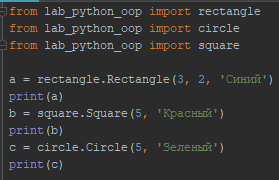 from lab_python_oop import rectangle
from lab_python_oop import circle
from lab_python_oop import square
a = rectangle.Rectangle(3, 2, 'Синий')
print(a)
b = square.Square(5, 'Красный')
print(b)
c = circle.Circle(5, 'Зеленый')
print(c)